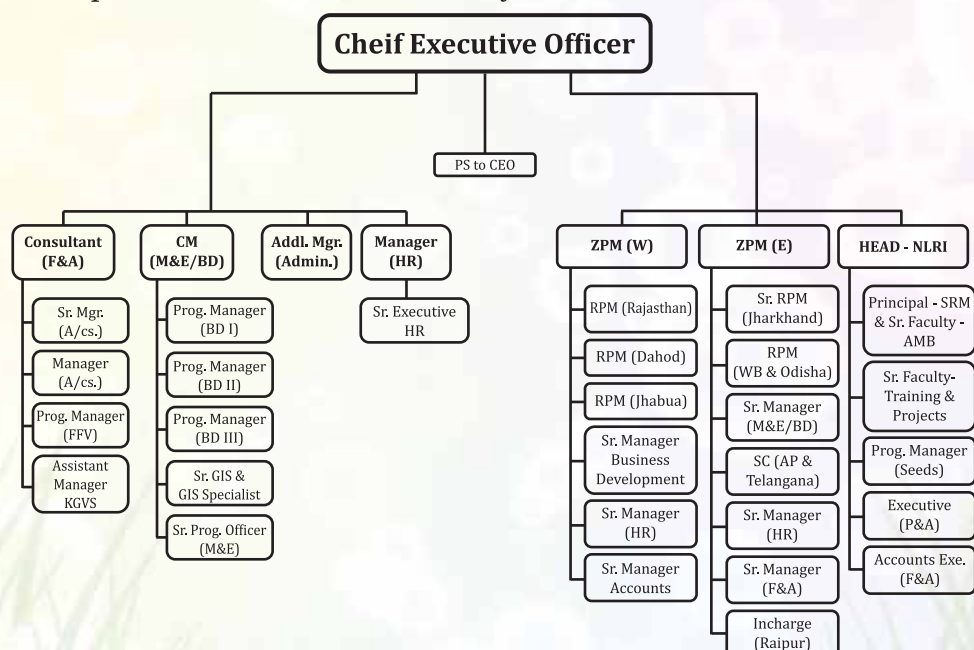 Cheif Executive Officer
PS to CEO
Consultant
(F&A)
Sr. Mgr.
(A/cs.)
Manager
(A/cs.)
Prog. Manager
(FFV)
Assistant
Manager
KGVS
CM
(M&E/BD)
Prog. Manager
(BD I)
Prog. Manager
(BD II)
Prog. Manager
(BD III)
Sr. GIS &
GIS Specialist
Sr. Prog. Officer
(M&E)
Addl. Mgr.
(Admin.)
Manager
(HR)
Sr. Executive
HR
ZPM (W)
RPM (Rajasthan)
RPM (Dahod)
RPM (Jhabua)
Sr. Manager
Business
Development
Sr. Manager
(HR)
Sr. Manager
Accounts
ZPM (E)
Sr. RPM
(Jharkhand)
RPM
(WB & Odisha)
Sr. Manager
(M&E/BD)
SC (AP &
Telangana)
Sr. Manager
(HR)
Sr. Manager
(F&A)
Incharge
(Raipur)
HEAD - NLRI
Principal - SRM
& Sr. Faculty -
AMB
Sr. Faculty-
Training &
Projects
Prog. Manager
(Seeds)
Executive
(P&A)
Accounts Exe.
(F&A)